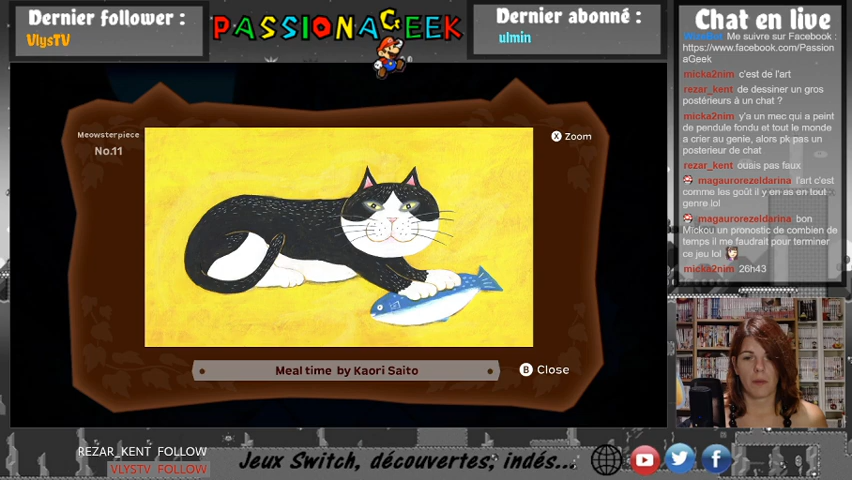 Dernier follower :
VlysTV
PASSIONAGEEK
Dernier abonné :
ulmin
Chat en live
Me suivre sur Facebook :
https://www.facebook.com/Passion
aGeek
micka2nim c'est de l'art
rezar_kent de dessiner un gros
postérieurs à un chat ?
micka2nim y'a un mec qui a peint
de pendule fondu et tout le monde
a crier au genie, alors pk pas un
posterieur de chat
rezar_kent ouais pas faux
magaurorezeldarina l'art c'est
comme les goût il y en as en tout
genre lol
magaurorezeldarina bon
Mickou un pronostic de combien de
temps il me faudrait pour terminer
ce jeu lol
micka2nim 26h43
Meowsterpiece
No.11
X Zoom
Meal time by Kaori Saito
B Close
REZAR_KENT FOLLOW
VLYSTV FOLLOW
Jeux Switch, découvertes, indés...